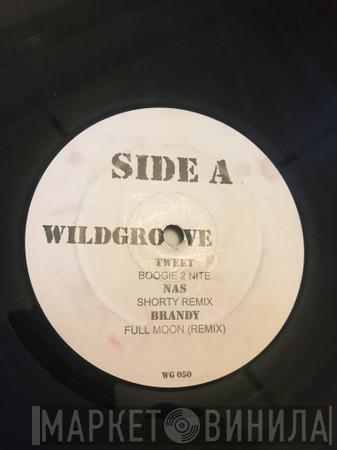 SIDE A
WILDGROOVE
TWEET
BOOGIE 2 NITE
NAS
SHORTY REMIX
BRANDY
FULL MOON (REMIX)
WG 050
МАРКЕТ ВИНИЛА